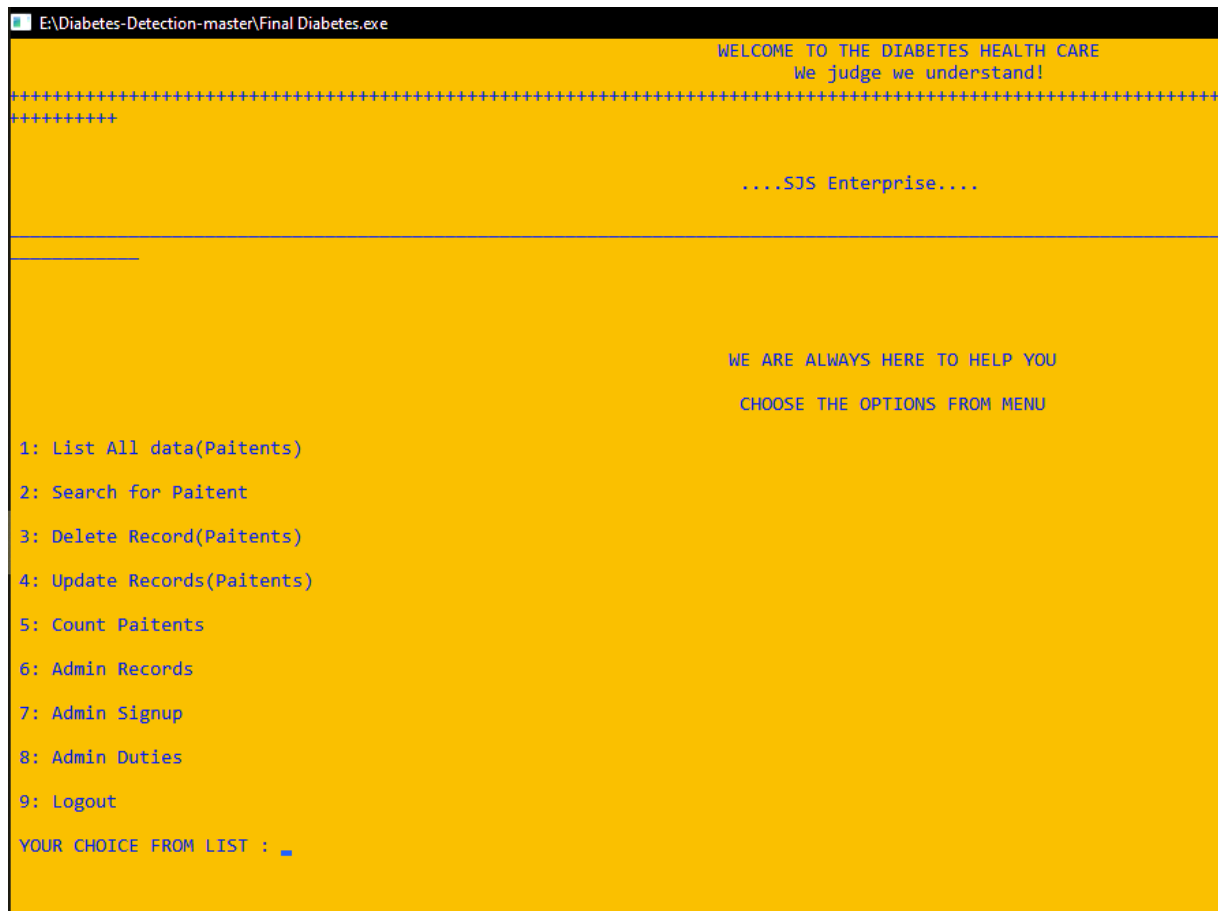 E:\Diabetes-Detection-master\Final Diabetes.exe
WELCOME TO THE DIABETES HEALTH CARE
We judge we understand!
+++++++++++++++++++++++++++++++++++++++++++++++++++++++++++++++++++++++++++++++++++++++++++++++++++++++++++++++++
++++++++++
....SJS Enterprise....
_________________________________________________________________________________________________________________
____________
WE ARE ALWAYS HERE TO HELP YOU
CHOOSE THE OPTIONS FROM MENU
1: List All data(Paitents)
2: Search for Paitent
3: Delete Record(Paitents)
4: Update Records(Paitents)
5: Count Paitents
6: Admin Records
7: Admin Signup
8: Admin Duties
9: Logout
YOUR CHOICE FROM LIST : _